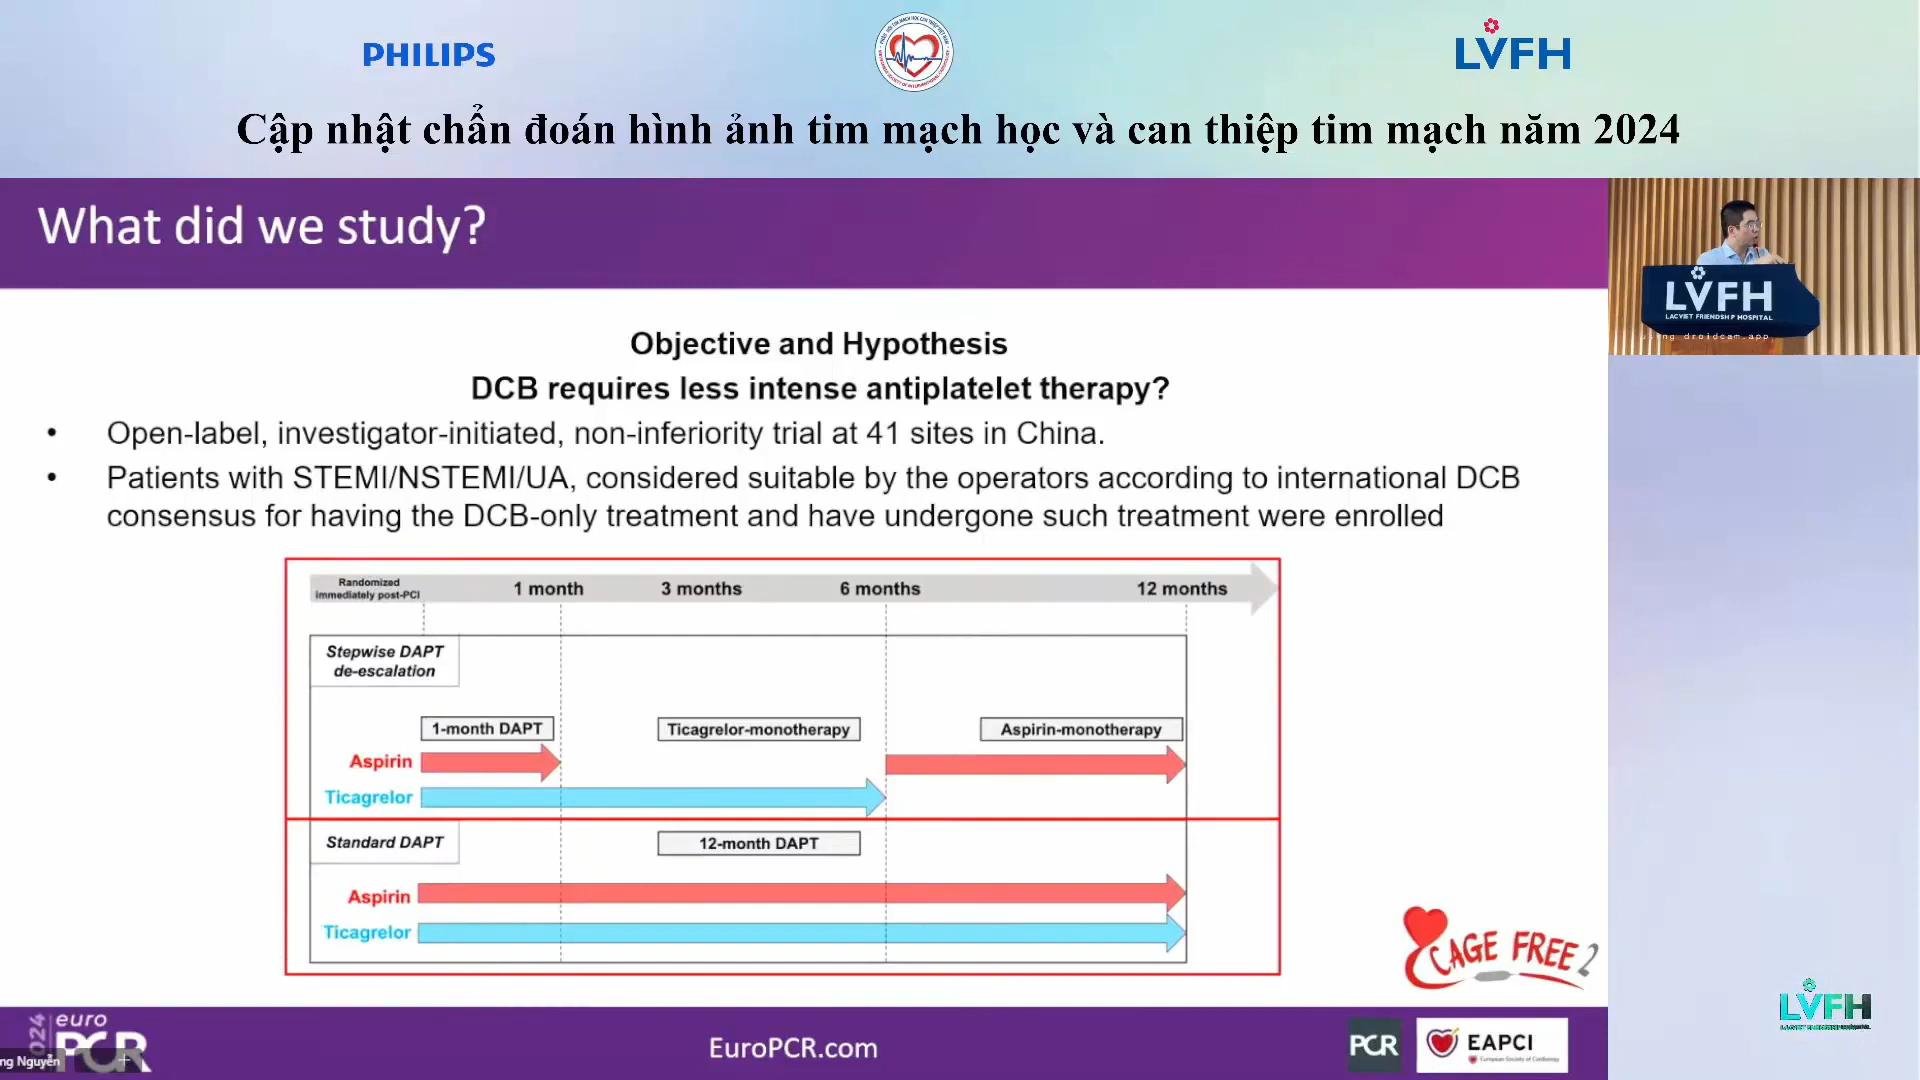 PHILIPS
LVFH
Cập nhật chẩn đoán hình ảnh tim mạch học và can thiệp tim mạch năm 2024
What did we study?
LVFH
LACVIET FRIENDSHIP HOSPITAL
using droidcam.app
Objective and Hypothesis
DCB requires less intense antiplatelet therapy?
• Open-label, investigator-initiated, non-inferiority trial at 41 sites in China.
• Patients with STEMI/NSTEMI/UA, considered suitable by the operators according to international DCB
consensus for having the DCB-only treatment and have undergone such treatment were enrolled
Randomized
immediately post-PCI
1 month
3 months
6 months
12 months
Stepwise DAPT
de-escalation
1-month DAPT
Ticagrelor-monotherapy
Aspirin-monotherapy
Aspirin
Ticagrelor
Standard DAPT
12-month DAPT
Aspirin
Ticagrelor
CAGE FREE 2
euro
PCR
ng Nguyễn
EuroPCR.com
PCR
EAPCI
European Society of Cardiology
LVFH